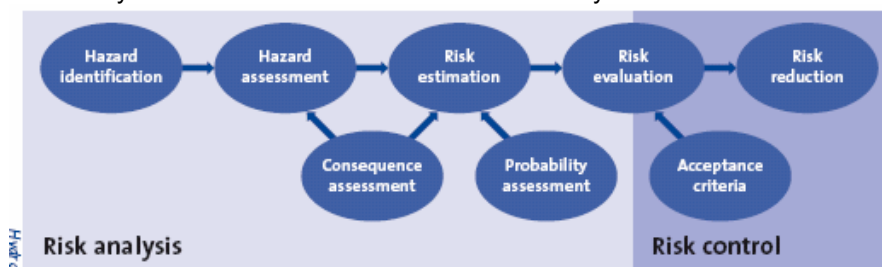 Hazard
identification
Hazard
assessment
Risk
estimation
Risk
evaluation
Risk
reduction
Consequence
assessment
Probability
assessment
Acceptance
criteria
Risk analysis
Risk control